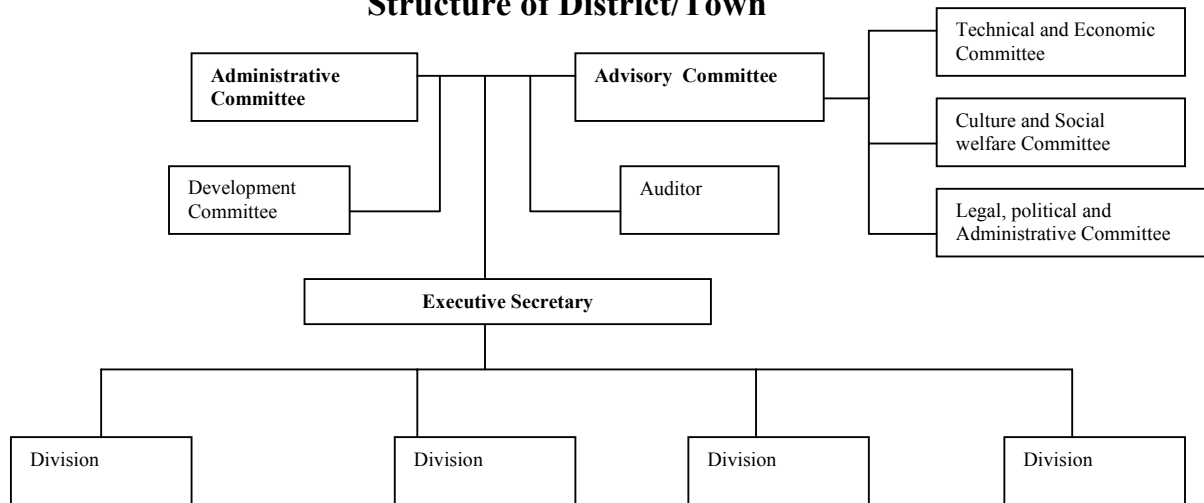 Structure of District/Town
Technical and Economic
Committee
Administrative
Committee
Advisory Committee
Culture and Social
welfare Committee
Development
Committee
Auditor
Legal, political and
Administrative Committee
Executive Secretary
Division
Division
Division
Division